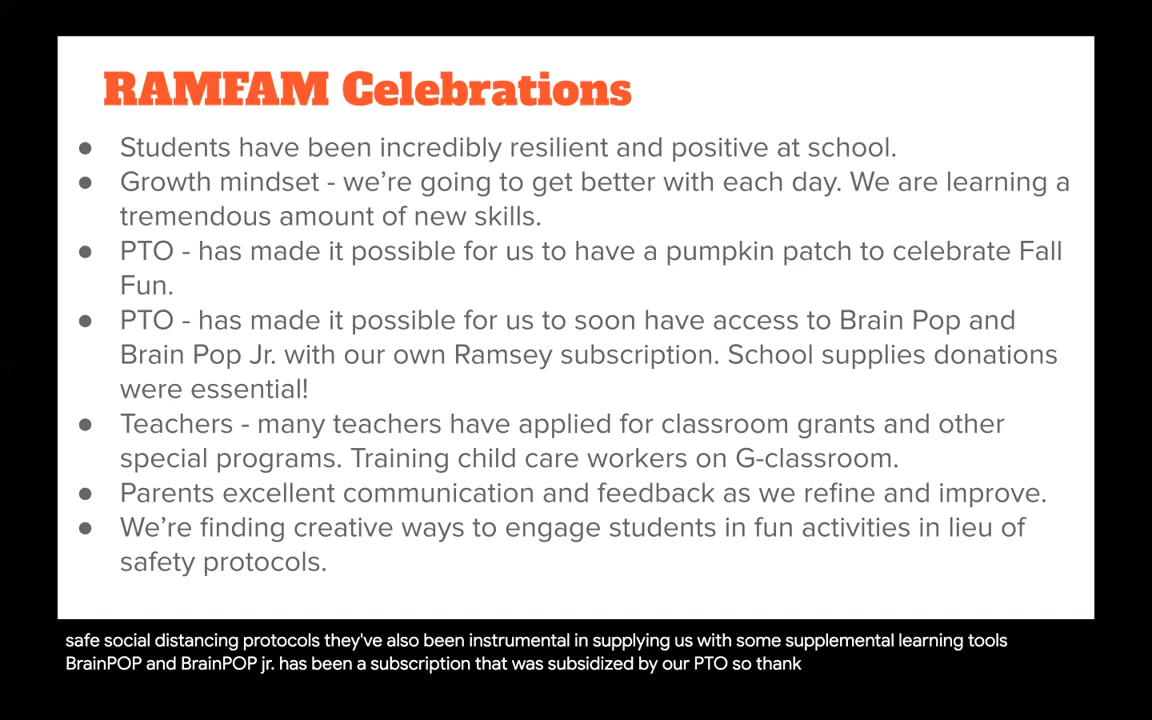 RAMFAM Celebrations
● Students have been incredibly resilient and positive at school.
● Growth mindset - we’re going to get better with each day. We are learning a
tremendous amount of new skills.
● PTO - has made it possible for us to have a pumpkin patch to celebrate Fall
Fun.
● PTO - has made it possible for us to soon have access to Brain Pop and
Brain Pop Jr. with our own Ramsey subscription. School supplies donations
were essential!
● Teachers - many teachers have applied for classroom grants and other
special programs. Training child care workers on G-classroom.
● Parents excellent communication and feedback as we refine and improve.
● We’re finding creative ways to engage students in fun activities in lieu of
safety protocols.
safe social distancing protocols they've also been instrumental in supplying us with some supplemental learning tools
BrainPOP and BrainPOP jr. has been a subscription that was subsidized by our PTO so thank